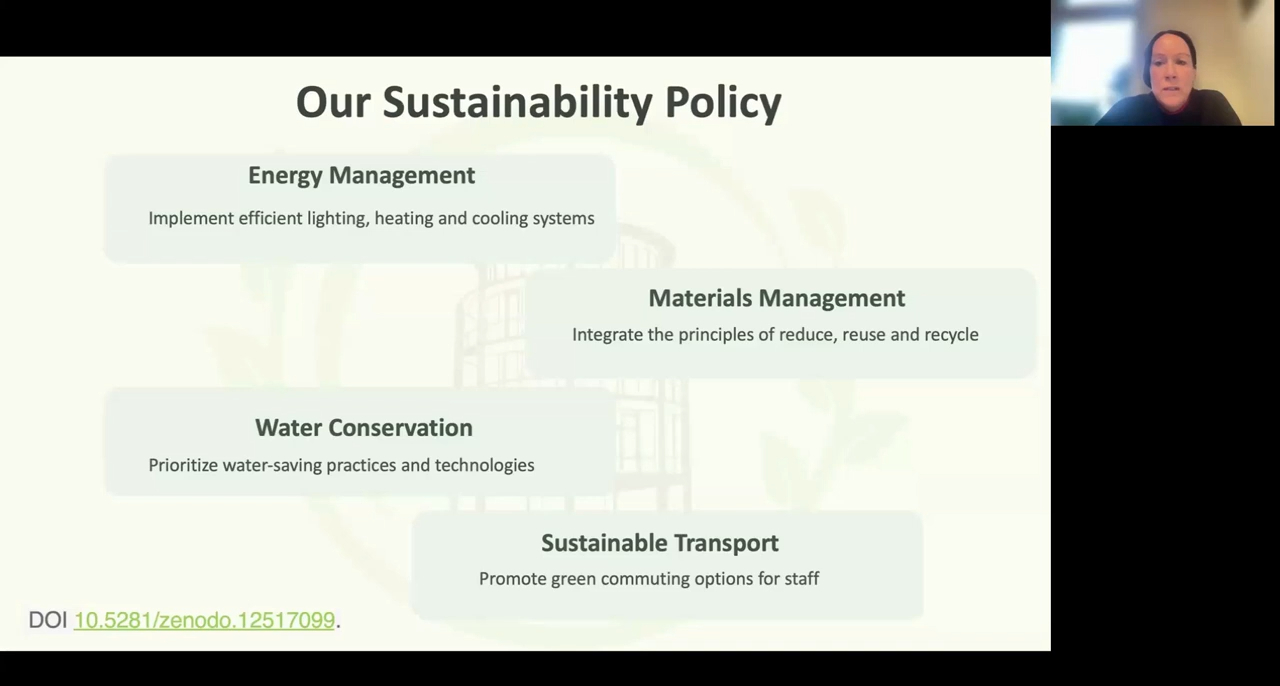 Our Sustainability Policy
Energy Management
Implement efficient lighting, heating and cooling systems
Materials Management
Integrate the principles of reduce, reuse and recycle
Water Conservation
Prioritize water-saving practices and technologies
Sustainable Transport
Promote green commuting options for staff
DOI 10.5281/zenodo.12517099.